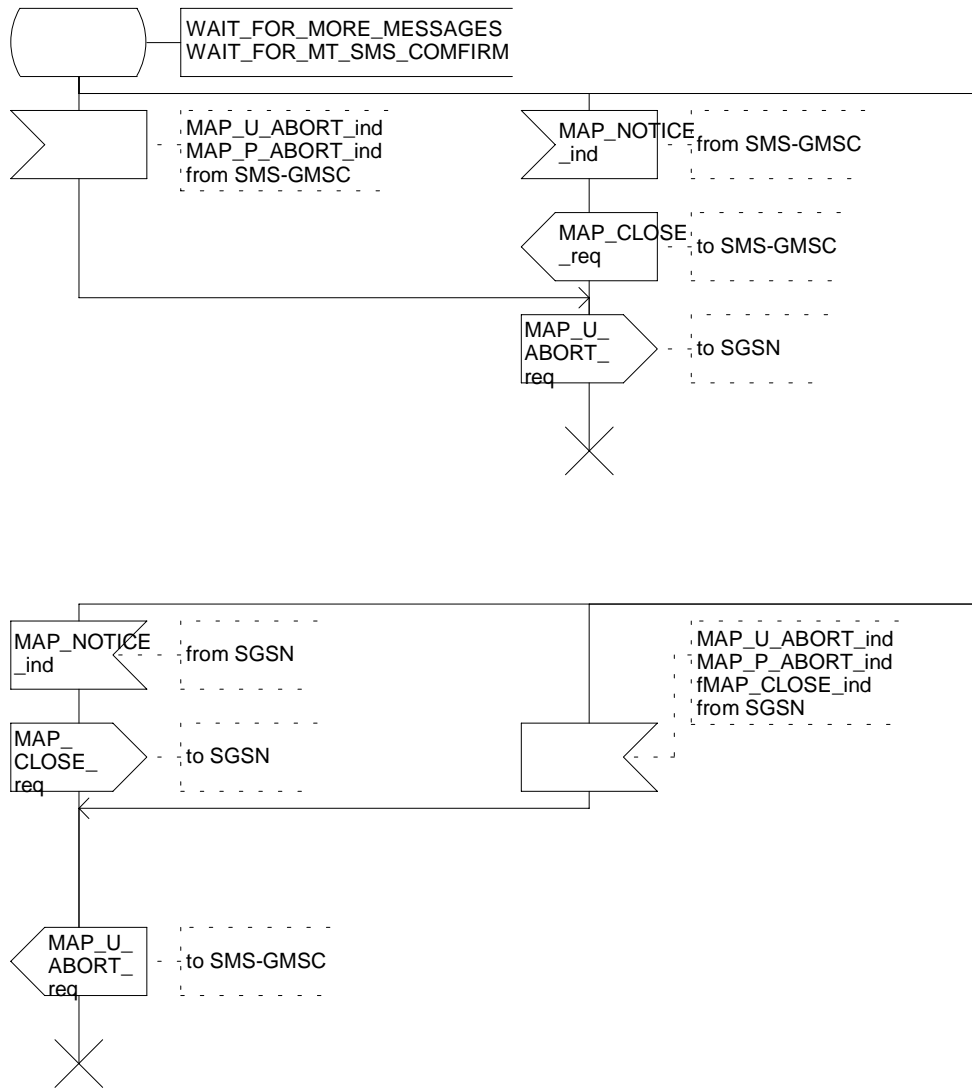 WAIT_FOR_MORE_MESSAGES
WAIT_FOR_MT_SMS_COMFIRM
MAP_U_ABORT_ind
MAP_P_ABORT_ind
from SMS-GMSC
MAP_NOTICE
_ind
from SMS-GMSC
MAP_CLOSE
_req
to SMS-GMSC
MAP_U_
ABORT_
req
to SGSN
MAP_NOTICE
_ind
from SGSN
MAP_U_ABORT_ind
MAP_P_ABORT_ind
fMAP_CLOSE_ind
from SGSN
MAP_
CLOSE_
req
to SGSN
MAP_U_
ABORT_
req
to SMS-GMSC